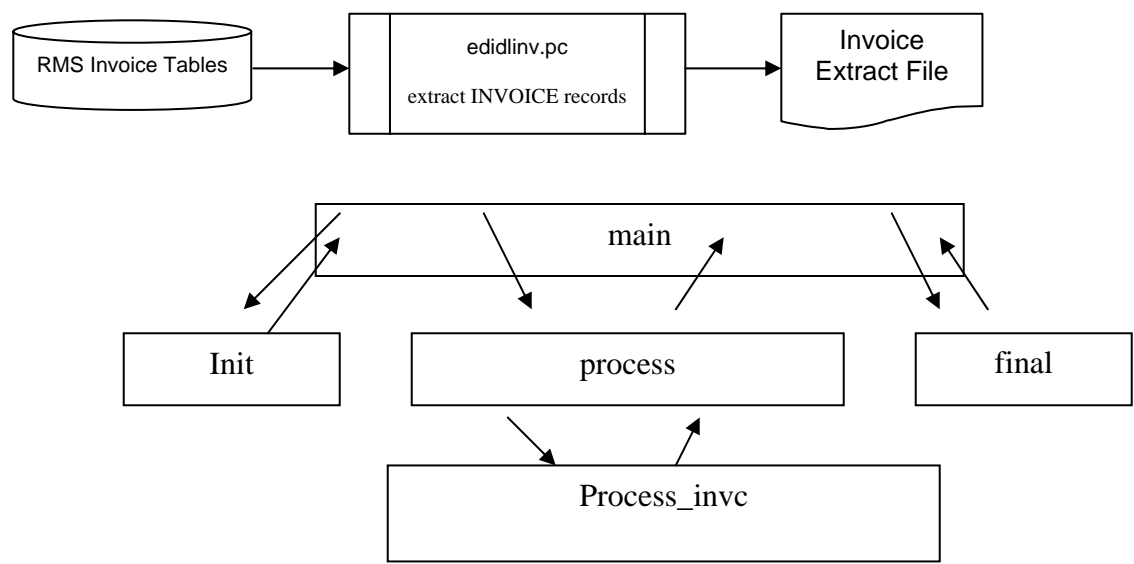 RMS Invoice Tables
edidlinv.pc
extract INVOICE records
Invoice
Extract File
main
Init
process
final
Process_invc